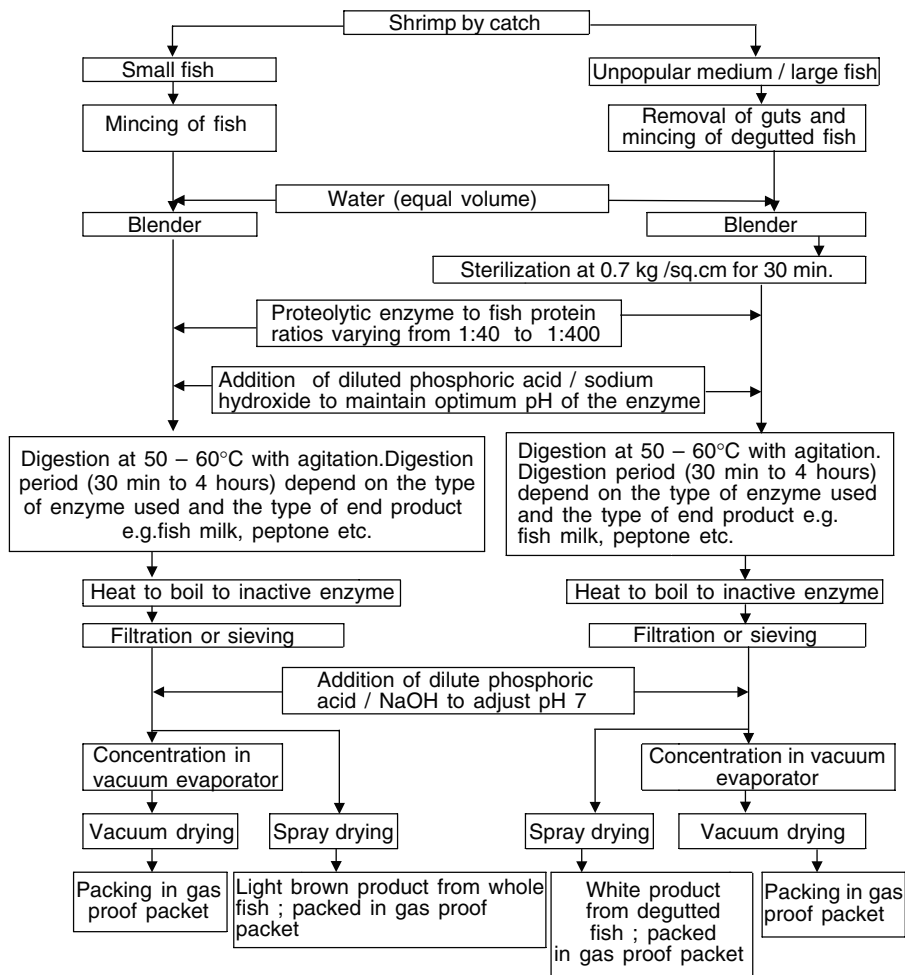 Shrimp by catch
Small fish
Unpopular medium / large fish
Mincing of fish
Removal of guts and
mincing of degutted fish
Water (equal volume)
Blender
Blender
Sterilization at 0.7 kg /sq.cm for 30 min.
Proteolytic enzyme to fish protein
ratios varying from 1:40 to 1:400
Addition of diluted phosphoric acid / sodium
hydroxide to maintain optimum pH of the enzyme
Digestion at 50 – 60°C with agitation.Digestion
period (30 min to 4 hours) depend on the type
of enzyme used and the type of end product
e.g.fish milk, peptone etc.
Digestion at 50 – 60°C with agitation.
Digestion period (30 min to 4 hours)
depend on the type of enzyme used
and the type of end product e.g.
fish milk, peptone etc.
Heat to boil to inactive enzyme
Heat to boil to inactive enzyme
Filtration or sieving
Filtration or sieving
Addition of dilute phosphoric
acid / NaOH to adjust pH 7
Concentration in
vacuum evaporator
Concentration in vacuum
evaporator
Vacuum drying
Spray drying
Spray drying
Vacuum drying
Packing in gas
proof packet
Light brown product from whole
fish ; packed in gas proof
packet
White product
from degutted
fish ; packed
in gas proof packet
Packing in gas
proof packet